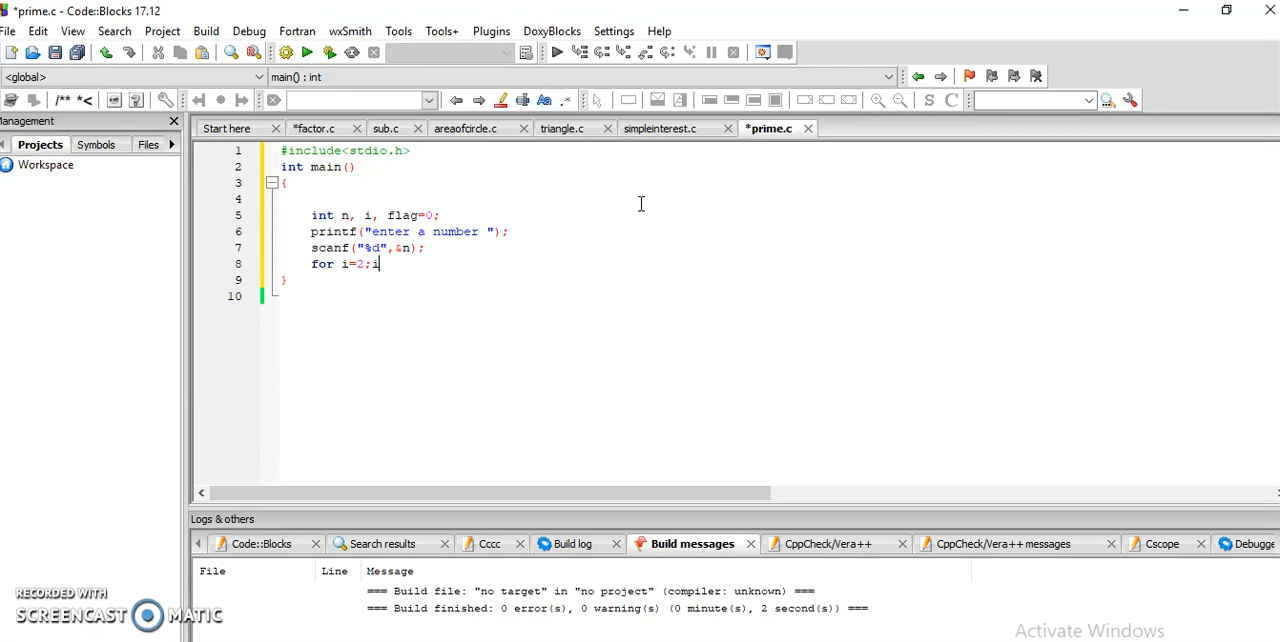 *prime.c - Code::Blocks 17.12
File Edit View Search Project Build Debug Fortran wxSmith Tools Tools+ Plugins DoxyBlocks Settings Help
<global> main() : int
/** *< Aa .* S C
anagement
Projects Symbols Files
Workspace
Start here *factor.c sub.c areaofcircle.c triangle.c simpleinterest.c *prime.c
1 #include<stdio.h>
2 int main()
3 {
4
5 int n, i, flag=0;
6 printf("enter a number ");
7 scanf("%d",&n);
8 for i=2;i
9 }
10
Logs & others
Code::Blocks Search results Cccc Build log Build messages CppCheck/Vera++ CppCheck/Vera++ messages Cscope Debugge
File Line Message
=== Build file: "no target" in "no project" (compiler: unknown) ===
=== Build finished: 0 error(s), 0 warning(s) (0 minute(s), 2 second(s)) ===
RECORDED WITH
SCREENCAST MATIC
Activate Windows